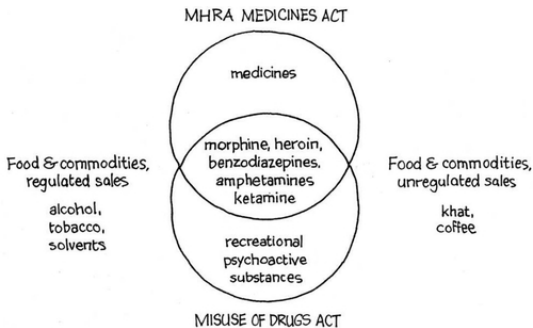 MHRA MEDICINES ACT
medicines
morphine, heroin,
benzodiazepines,
amphetamines
ketamine
Food & commodities,
regulated sales
alcohol,
tobacco,
solvents
Food & commodities,
unregulated sales
khat,
coffee
recreational
psychoactive
substances
MISUSE OF DRUGS ACT